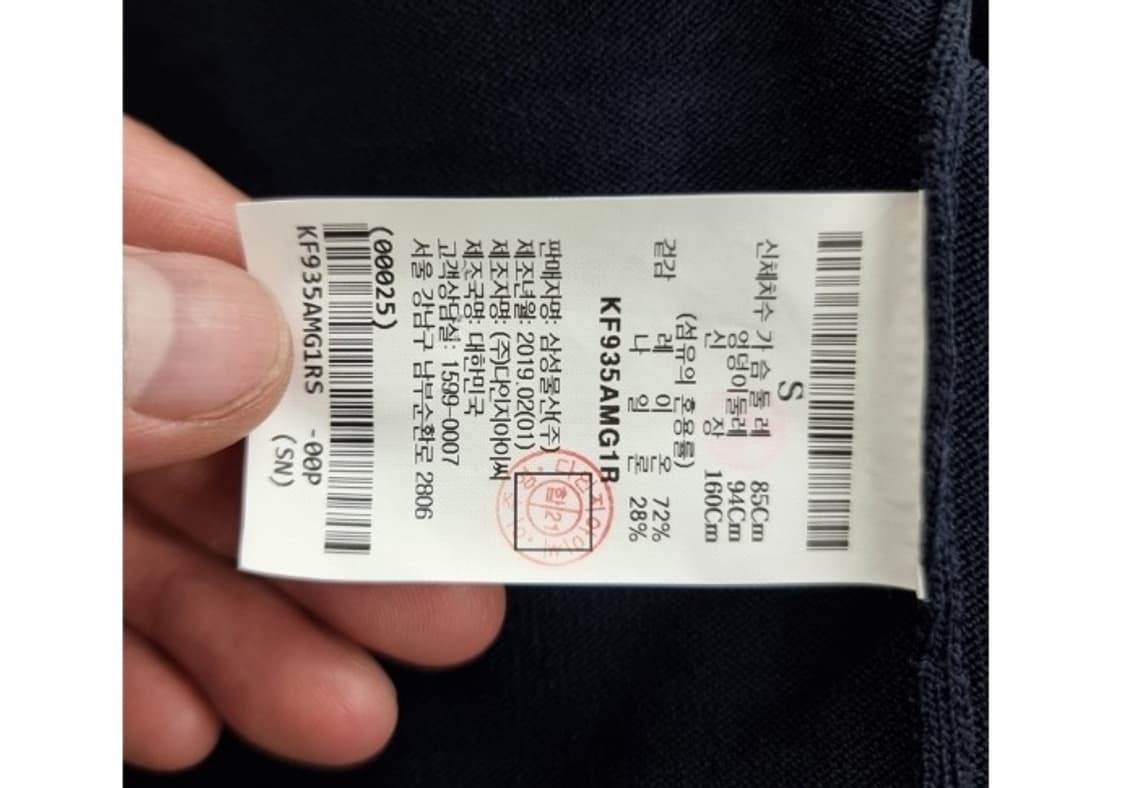 S
신체치수 가 슴 둘 레 85Cm
엉덩이둘레 94Cm
신 장 160Cm
(섬유의 혼용률)
겉감 레 이 온 72%
나 일 론 28%
KF935AMG1R
판매자명: 삼성물산(주)
제조년월: 2019.02(01)
제조자명: (주)다인지아이씨
제조국명: 대한민국
고객상담실: 1599-0007
서울 강남구 남부순환로 2806
(00025)
KF935AMG1RS -00P
(SN)
합
21